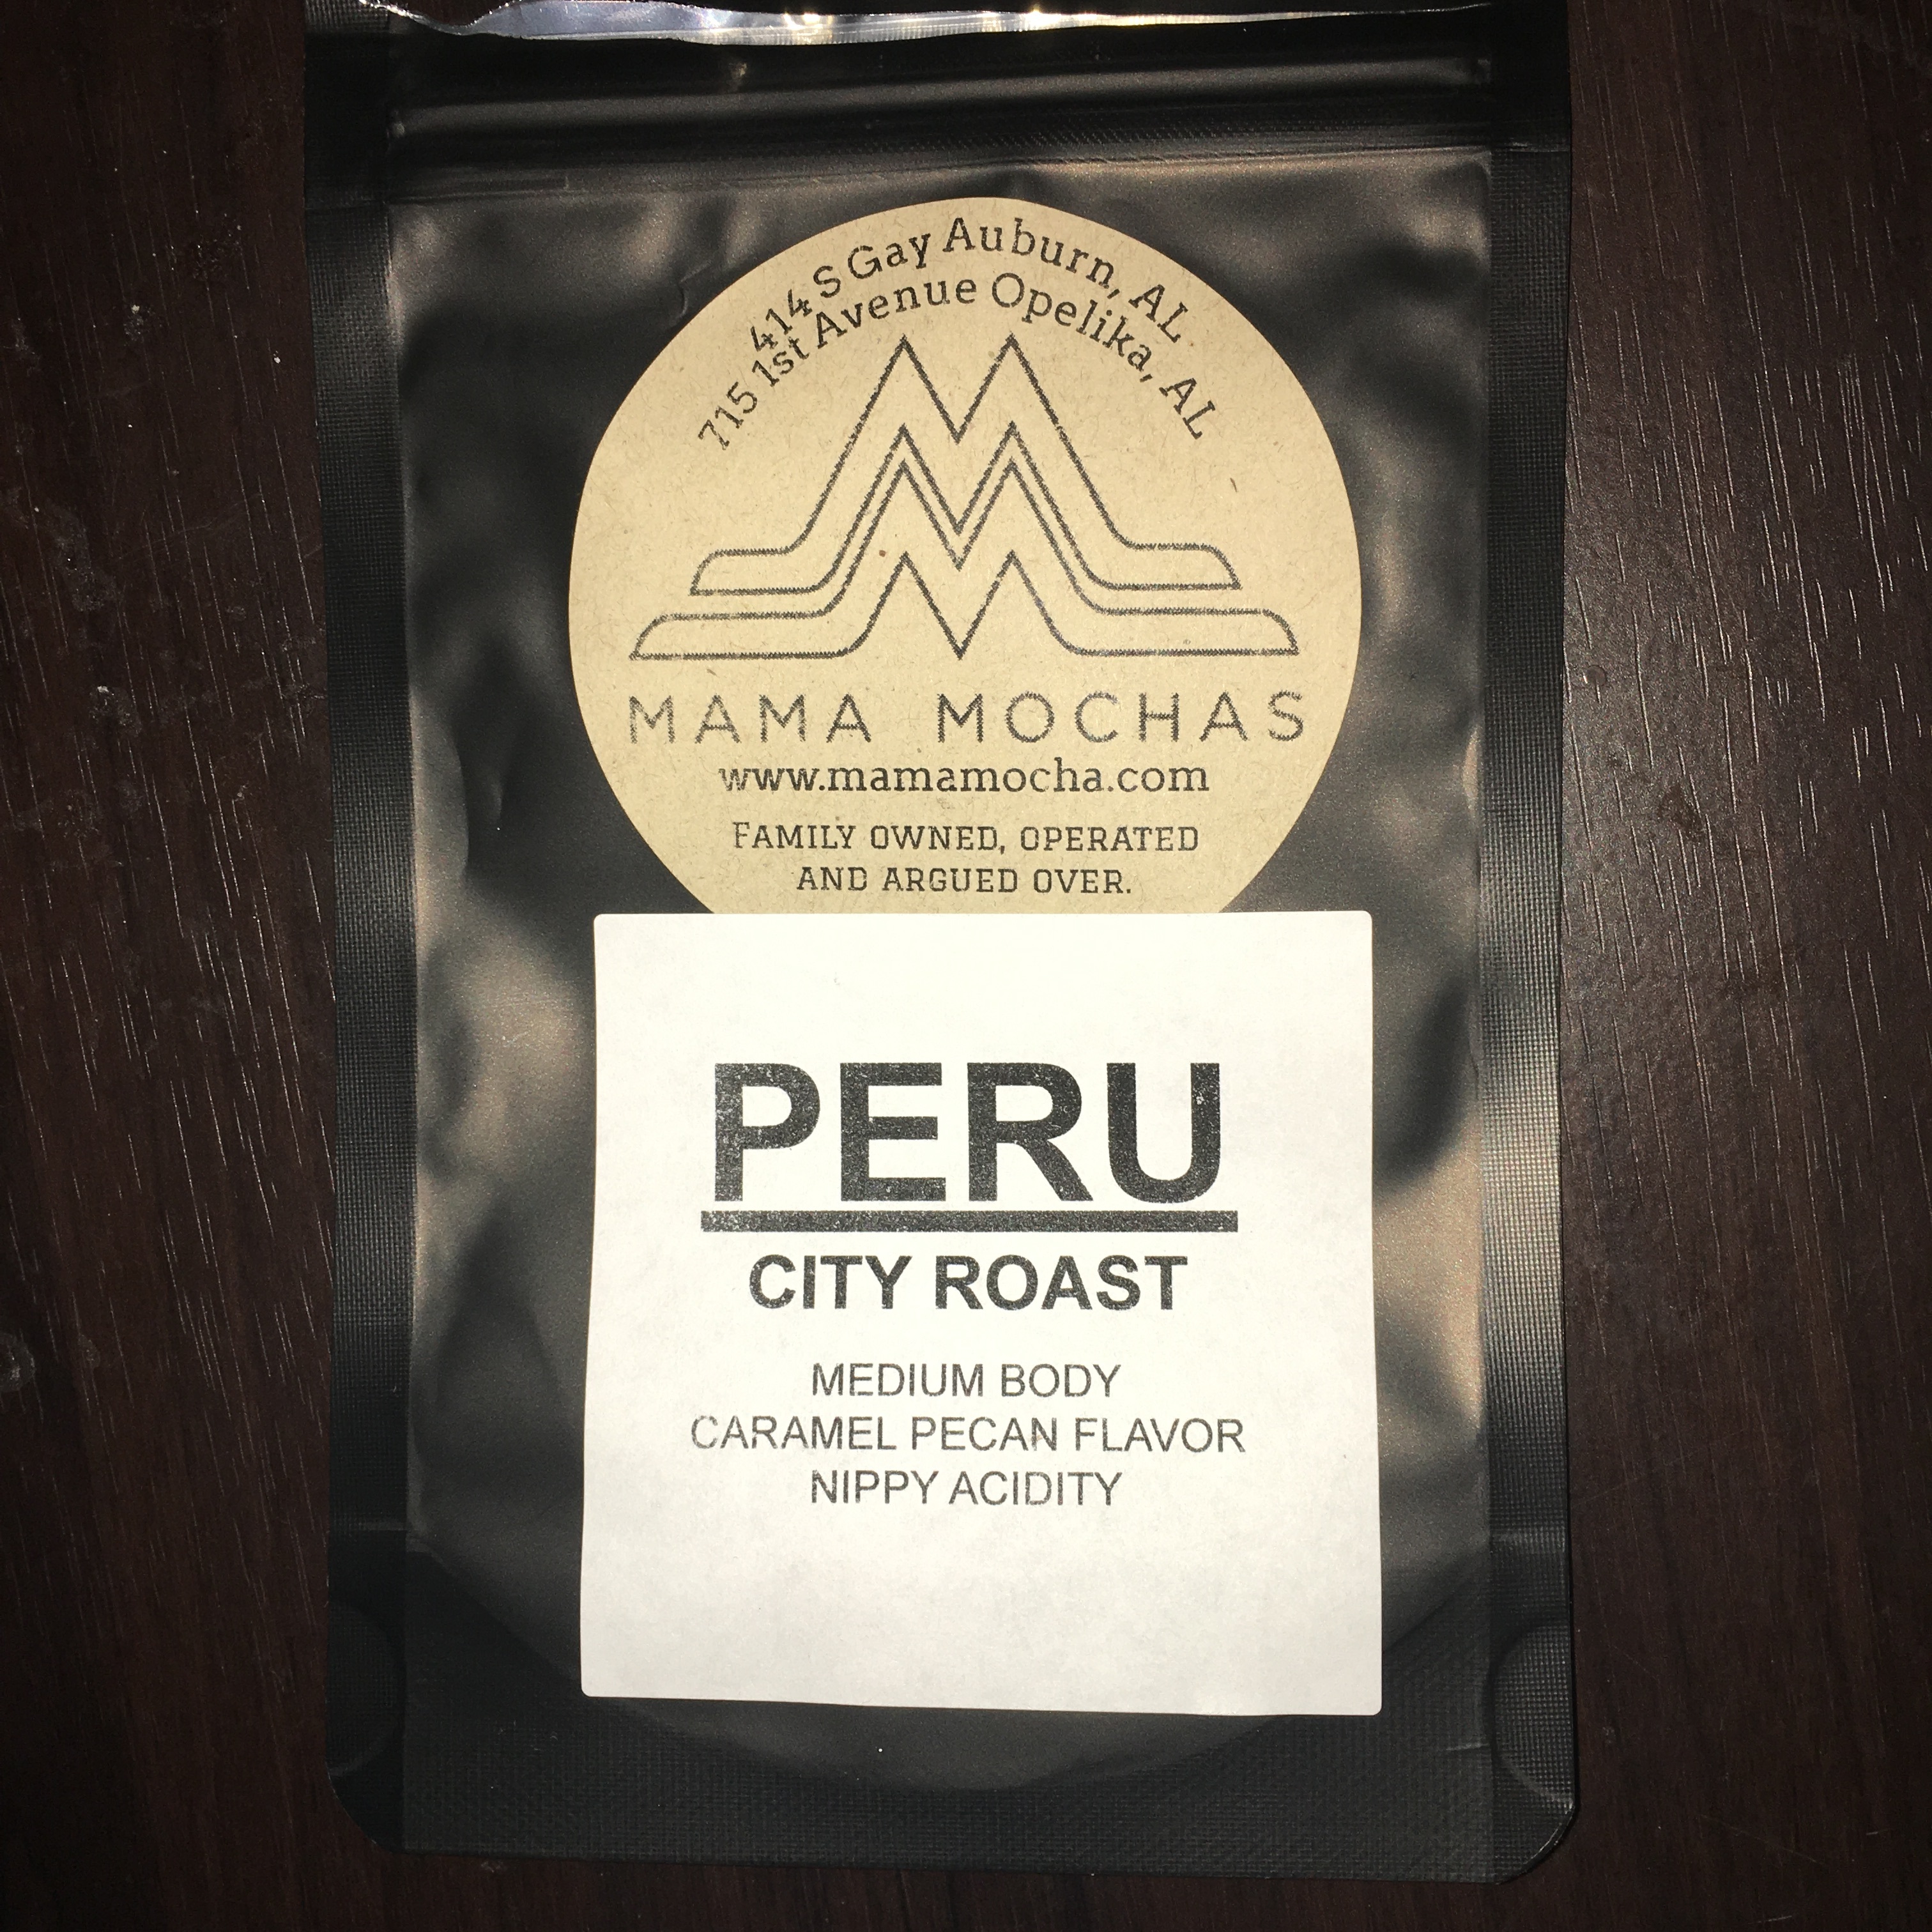 414 S Gay Auburn, AL
715 1st Avenue Opelika, AL
MAMA MOCHAS
www.mamamocha.com
FAMILY OWNED, OPERATED
AND ARGUED OVER.
PERU
CITY ROAST
MEDIUM BODY
CARAMEL PECAN FLAVOR
NIPPY ACIDITY